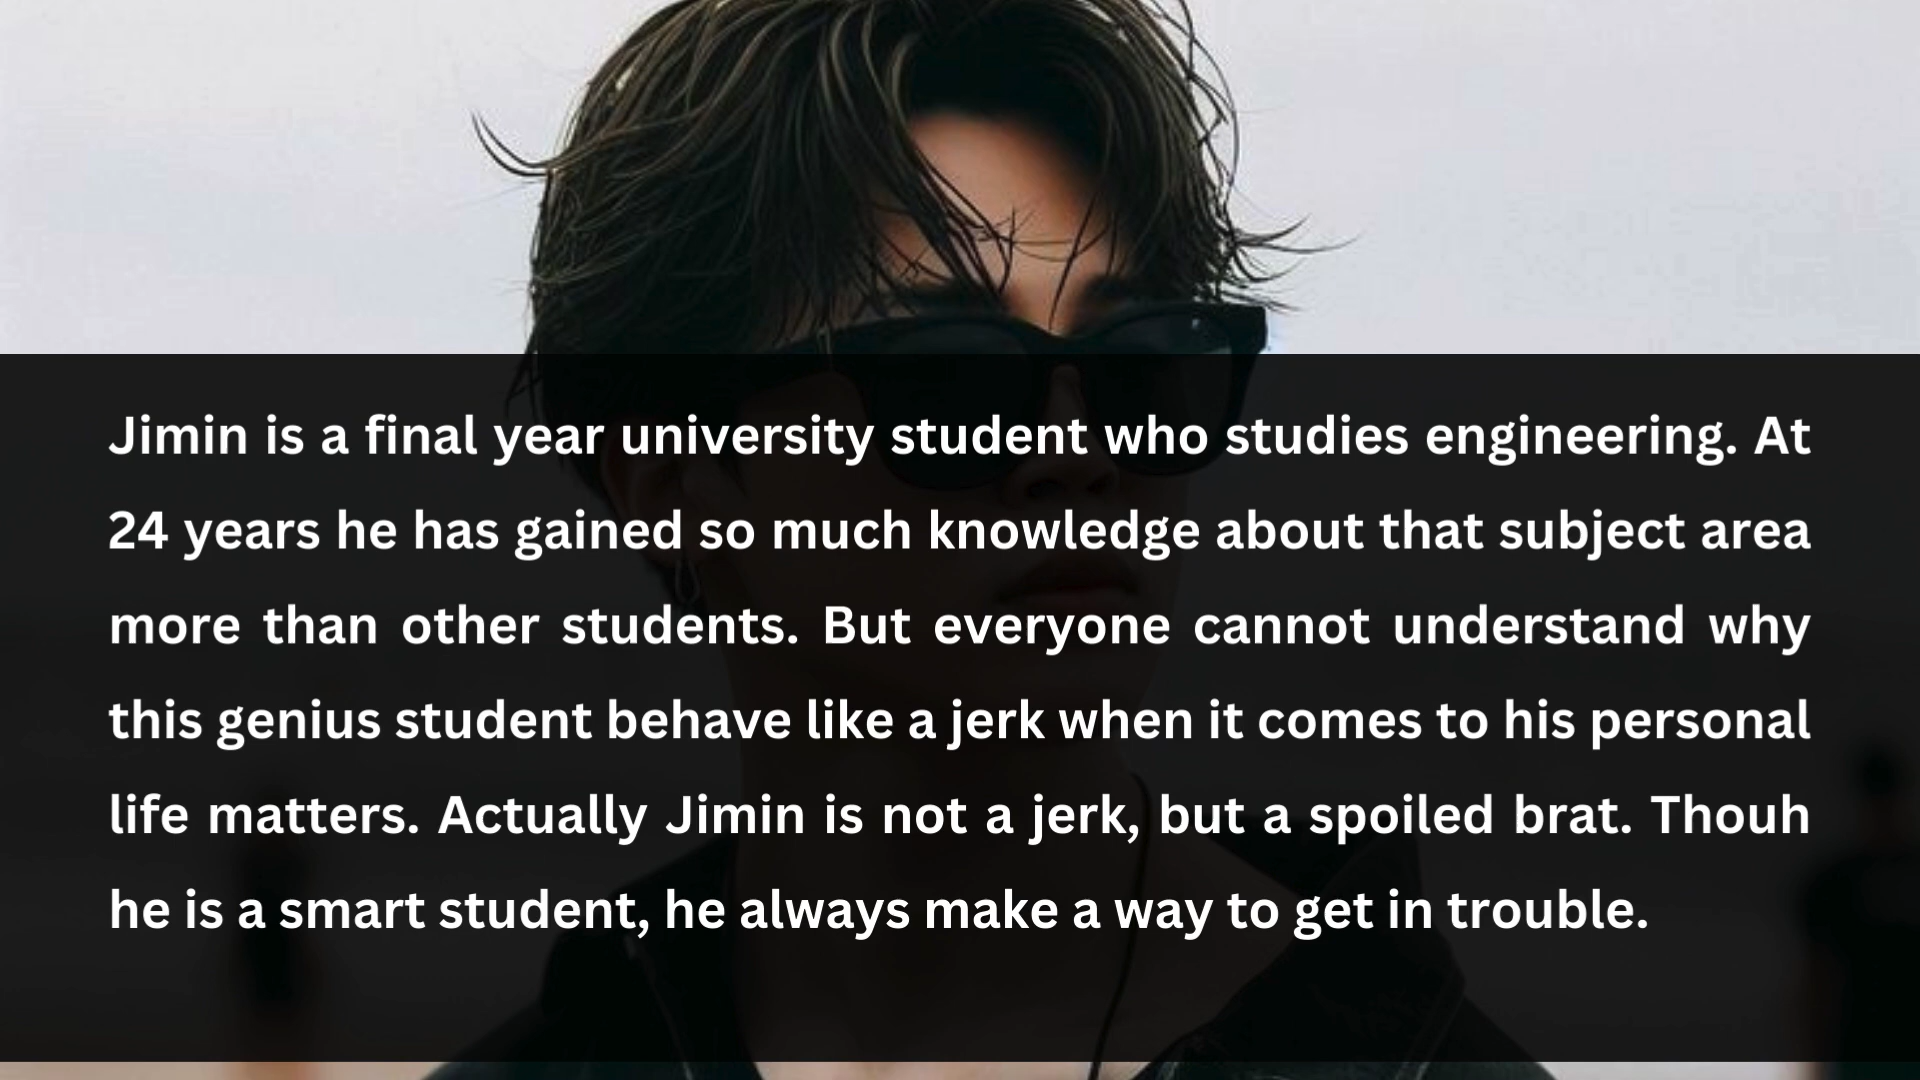 Jimin is a final year university student who studies engineering. At
24 years he has gained so much knowledge about that subject area
more than other students. But everyone cannot understand why
this genius student behave like a jerk when it comes to his personal
life matters. Actually Jimin is not a jerk, but a spoiled brat. Thouh
he is a smart student, he always make a way to get in trouble.